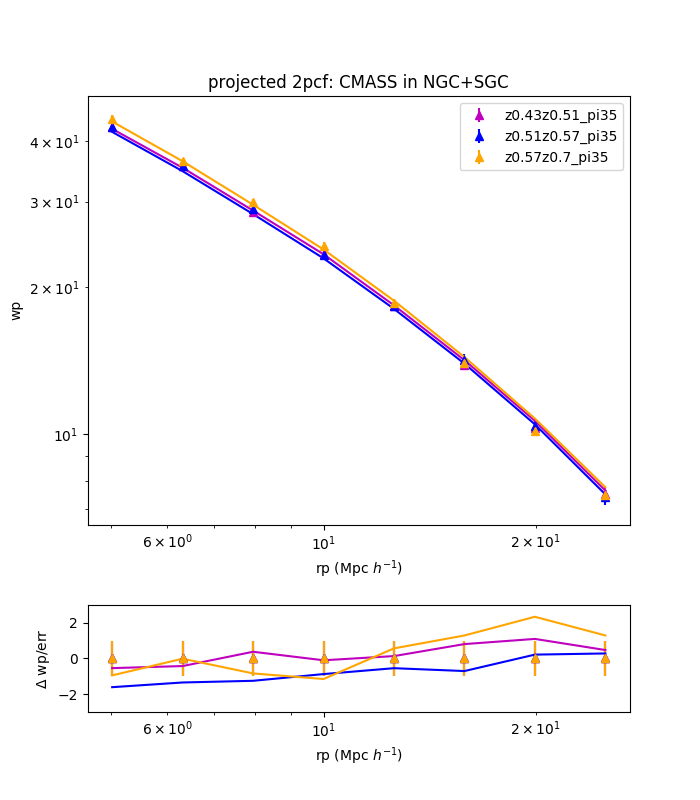 projected 2pcf: CMASS in NGC+SGC
z0.43z0.51_pi35
z0.51z0.57_pi35
z0.57z0.7_pi35
4 × 10¹
3 × 10¹
2 × 10¹
10¹
wp
6 × 10⁰
10¹
2 × 10¹
rp (Mpc h⁻¹)
2
0
−2
Δ wp/err
6 × 10⁰
10¹
2 × 10¹
rp (Mpc h⁻¹)